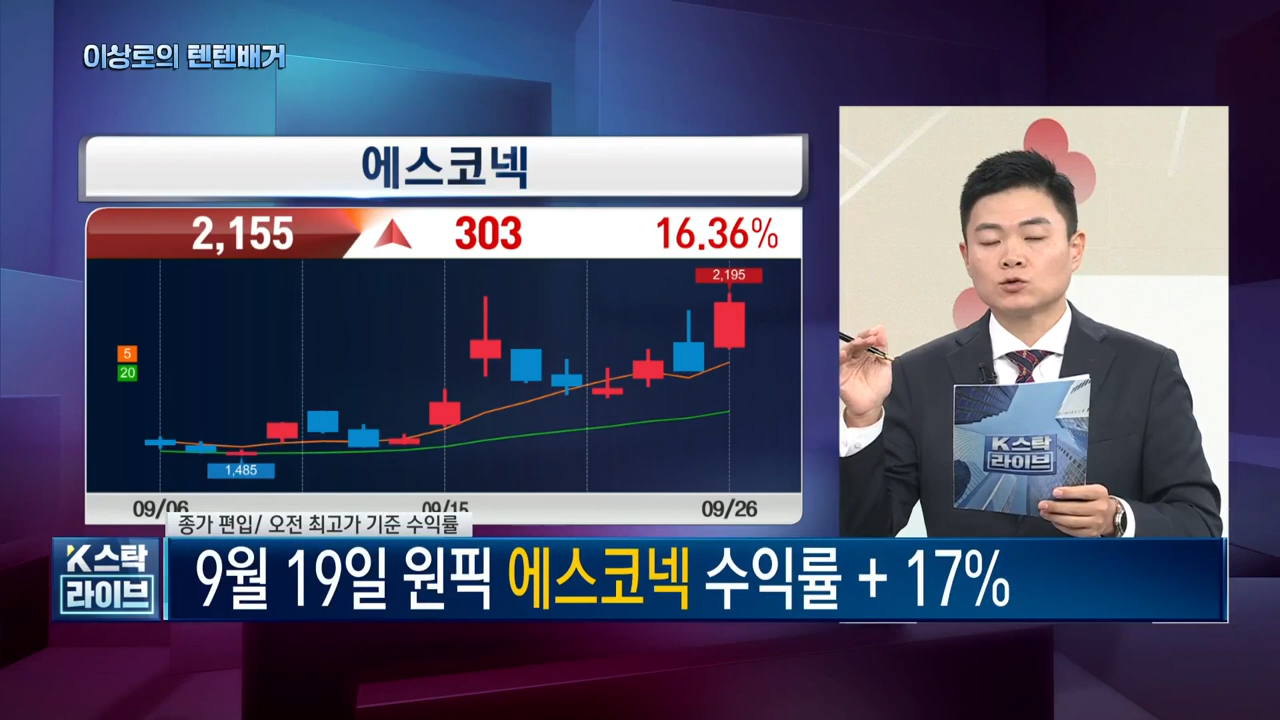 이상로의 텐텐배거
에스코넥
2,155 303 16.36%
2,195
5
20
1,485
09/06 09/15 09/26
종가 편입/ 오전 최고가 기준 수익률
K스탁
라이브
9월 19일 원픽 에스코넥 수익률 + 17%
K스탁
라이브